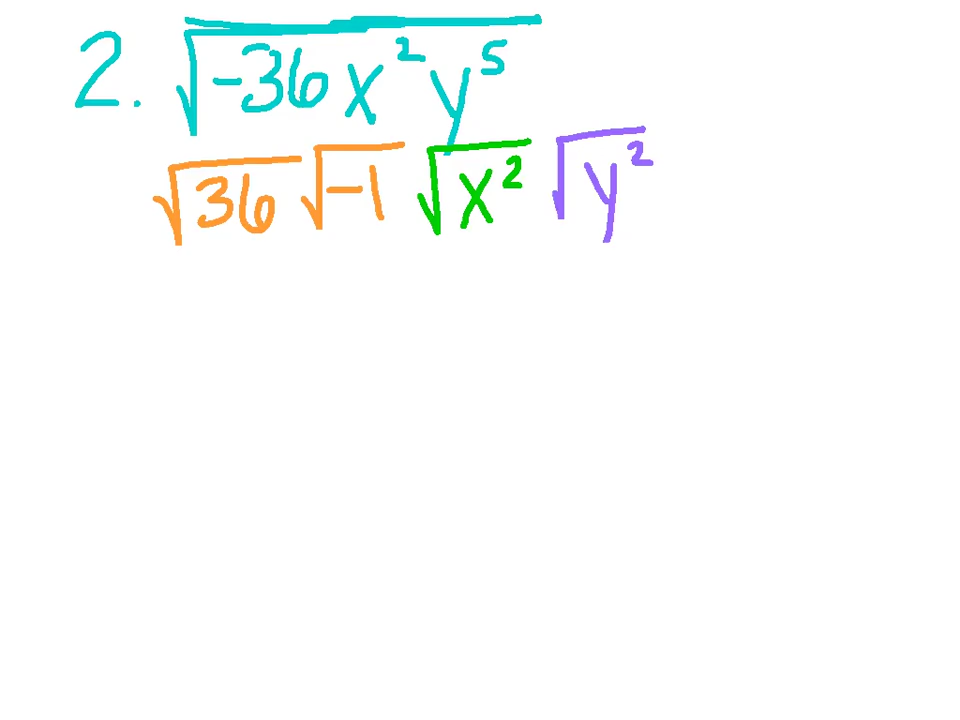 2. √-36x²y⁵
√36 √-1 √x² √y²